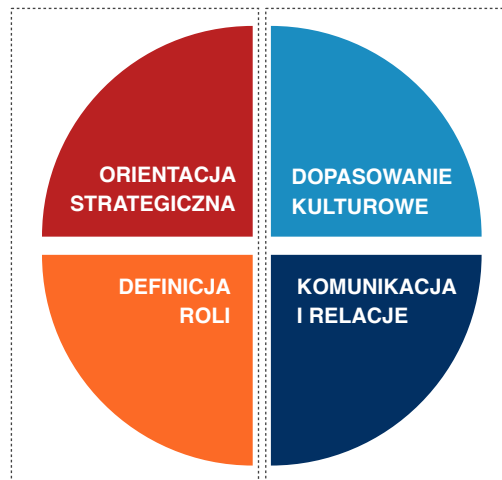 ORIENTACJA
STRATEGICZNA
DOPASOWANIE
KULTUROWE
DEFINICJA
ROLI
KOMUNIKACJA
I RELACJE